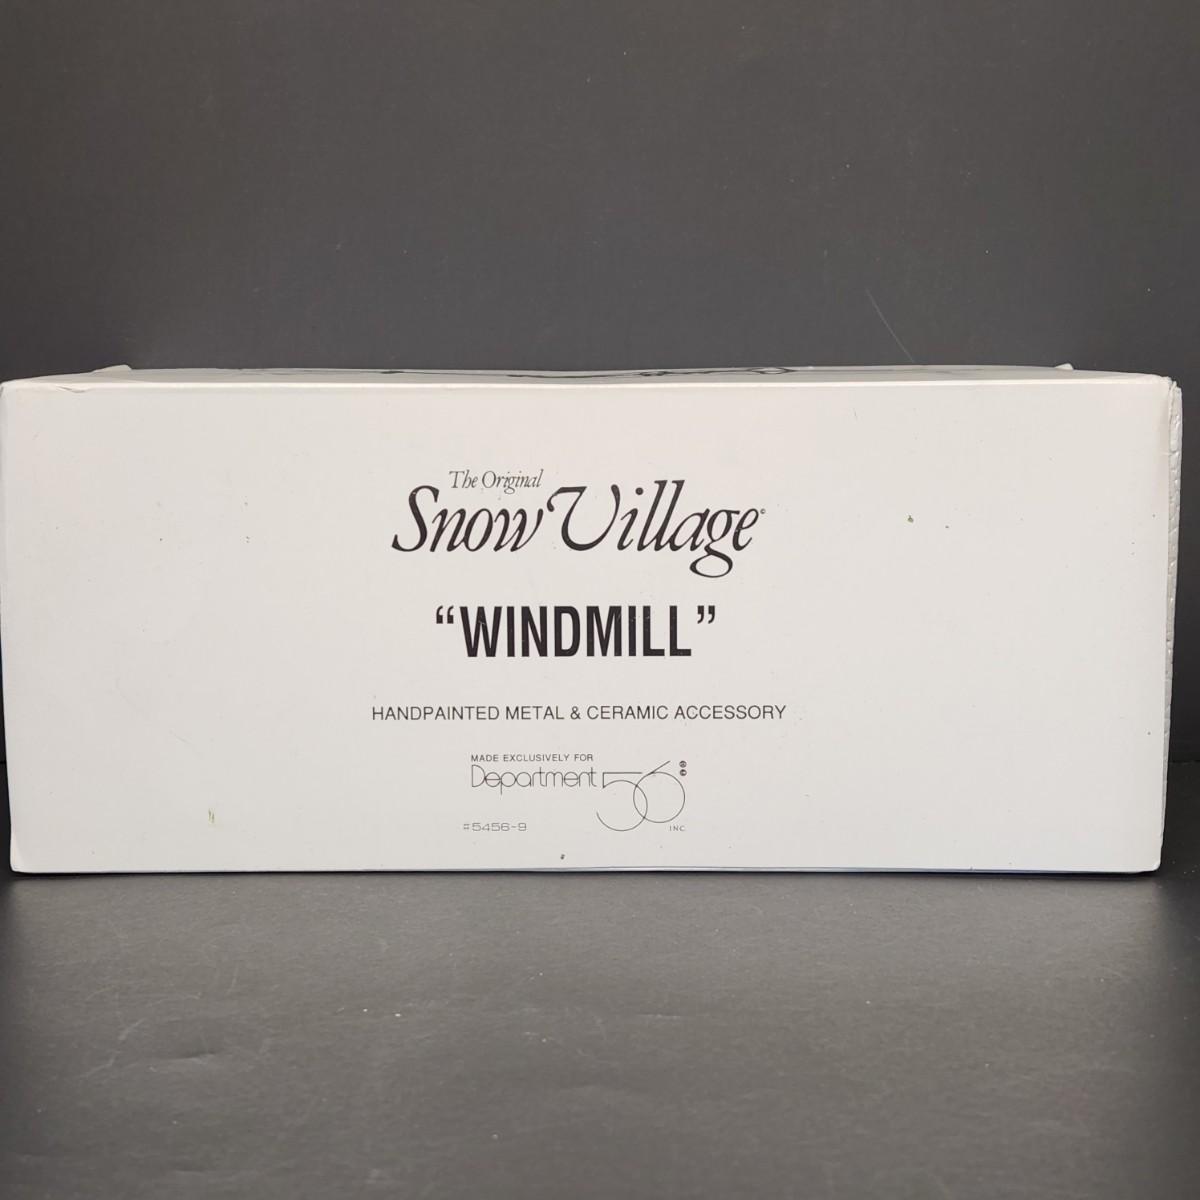 The Original
Snow Village®
“WINDMILL”
HANDPAINTED METAL & CERAMIC ACCESSORY
MADE EXCLUSIVELY FOR
Department 56 ®©
#5456-9
INC.